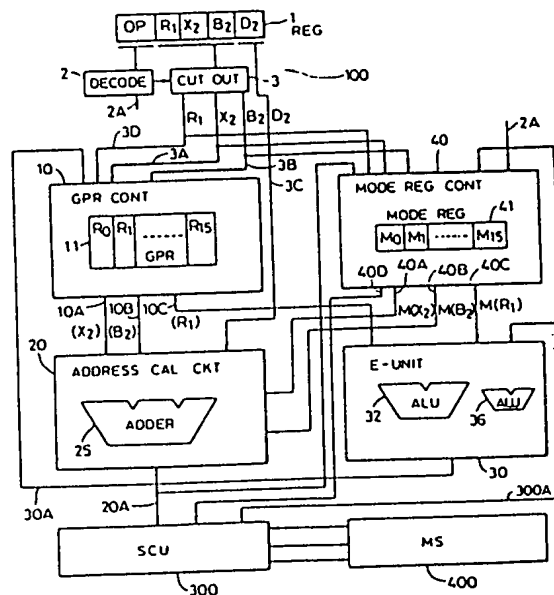 OP R1 X2 B2 D2
1
REG
2
DECODE
CUT OUT
3
100
2A
R1 X2 B2 D2
2A
3D
3A
3B
3C
40
10
GPR CONT
MODE REG CONT
MODE REG
41
11
R0 R1 ------ R15
GPR
M0 M1 ------ M15
40D
40A
40B
40C
10A
10B
10C
(X2)
(B2)
(R1)
M(X2)
M(B2)
M(R1)
20
ADDRESS CAL CKT
E-UNIT
ADDER
25
32
ALU
36
ALU
30A
20A
30
300A
SCU
MS
300
400